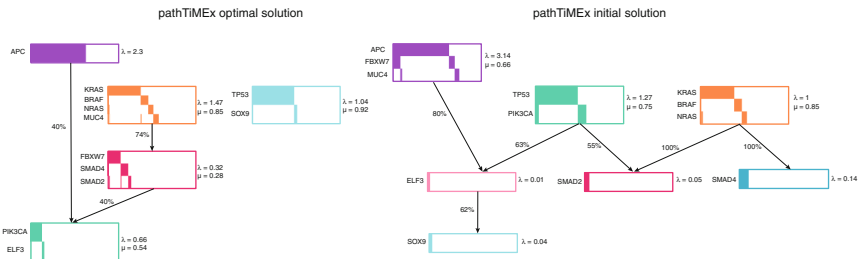 pathTiMEx optimal solution
APC
λ = 2.3
40%
KRAS
BRAF
NRAS
MUC4
λ = 1.47
μ = 0.85
TP53
SOX9
λ = 1.04
μ = 0.92
74%
FBXW7
SMAD4
SMAD2
λ = 0.32
μ = 0.28
40%
PIK3CA
ELF3
λ = 0.66
μ = 0.54
pathTiMEx initial solution
APC
FBXW7
MUC4
λ = 3.14
μ = 0.66
TP53
PIK3CA
λ = 1.27
μ = 0.75
KRAS
BRAF
NRAS
λ = 1
μ = 0.85
80%
63%
55%
100%
100%
ELF3
λ = 0.01
SMAD2
λ = 0.05
SMAD4
λ = 0.14
62%
SOX9
λ = 0.04